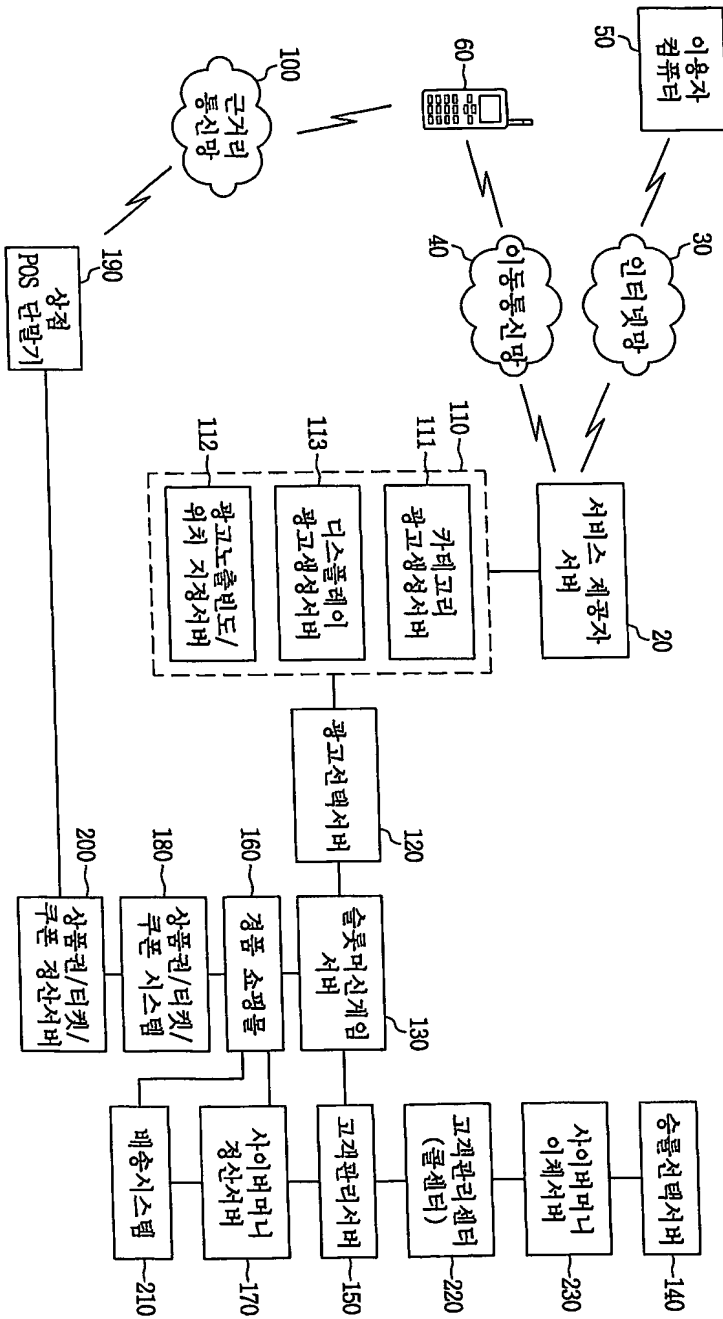 이용자
컴퓨터
50
60
100
근거리
통신망
190
상점
POS 단말기
30
인터넷망
40
이동통신망
서비스 제공자
서버
20
110
111
카테고리
광고생성서버
113
디스플레이
광고생성서버
112
광고노출빈도/
위치 지정서버
광고선택서버
120
슬롯머신게임
서버
130
160
경품 쇼핑몰
180
상품권/티켓/
쿠폰 시스템
200
상품권/티켓/
쿠폰 정산서버
승률선택서버
140
사이버머니
이체서버
230
고객관리센터
(콜센터)
220
고객관리서버
150
사이버머니
정산서버
170
배송시스템
210